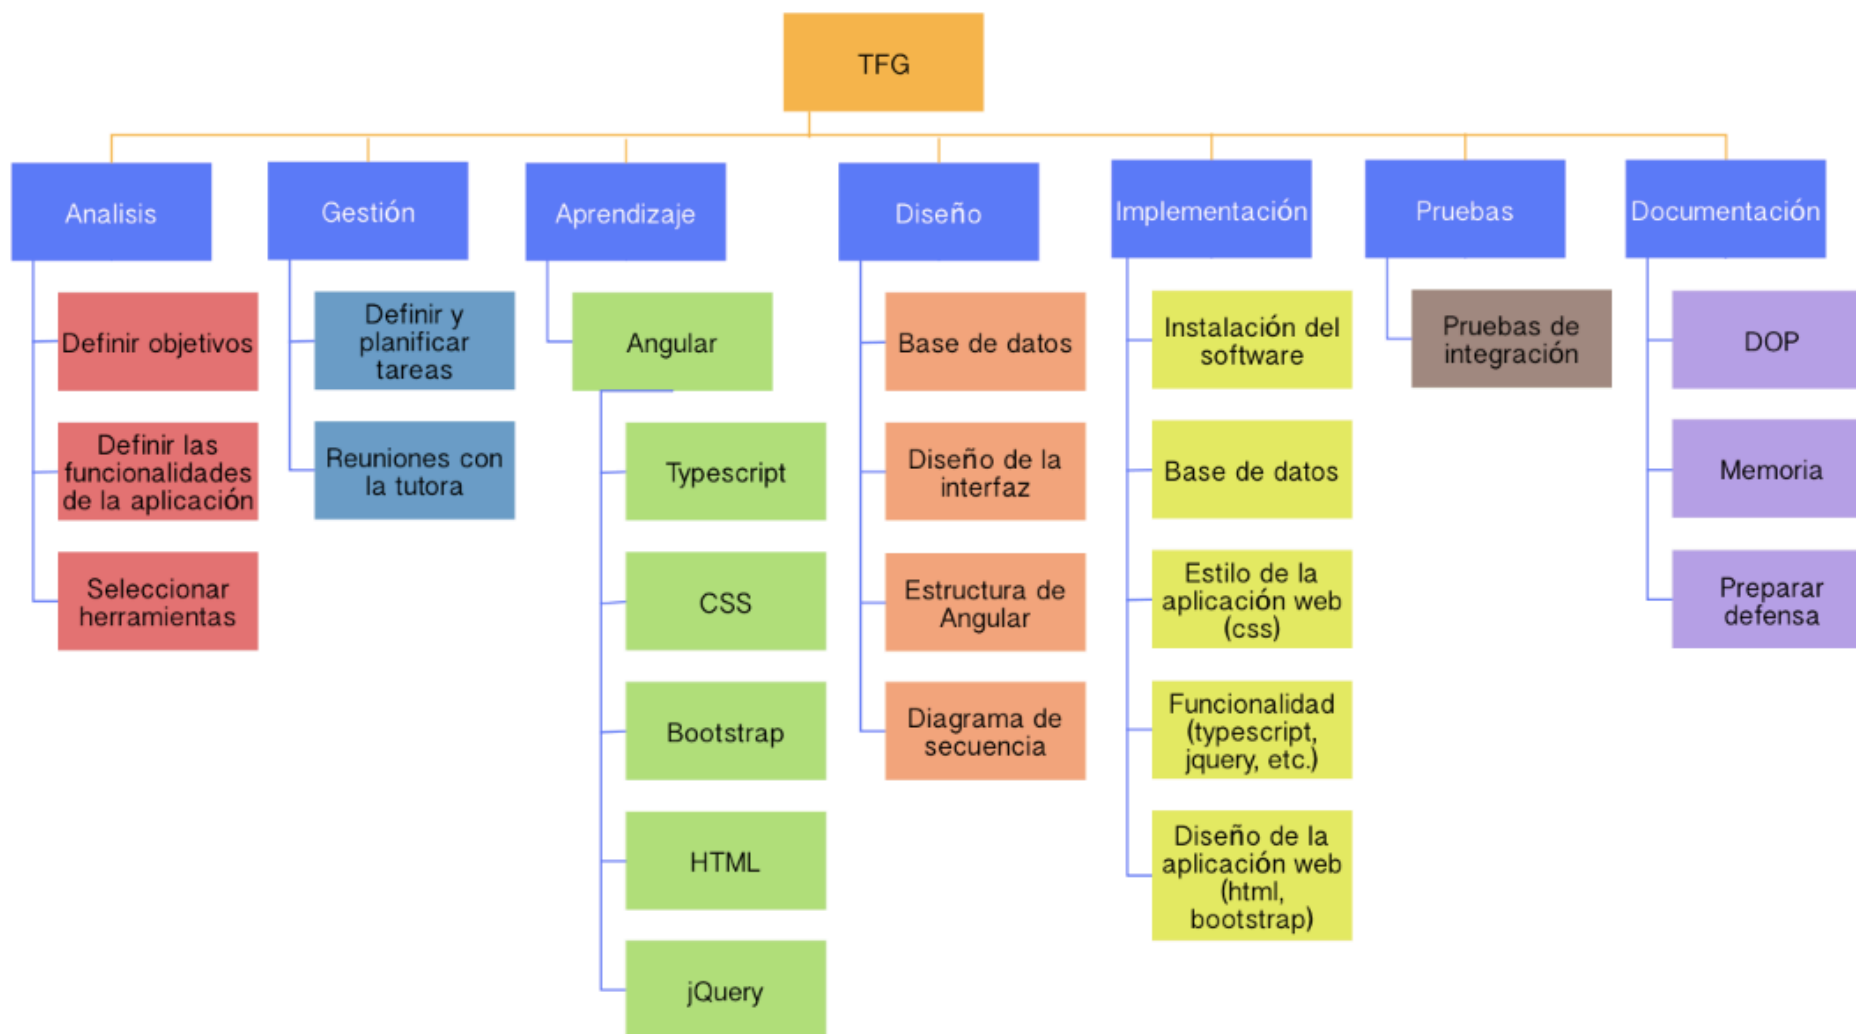 TFG
Analisis
Gestión
Aprendizaje
Diseño
Implementación
Pruebas
Documentación
Definir objetivos
Definir las
funcionalidades
de la aplicación
Seleccionar
herramientas
Definir y
planificar
tareas
Reuniones con
la tutora
Angular
Typescript
CSS
Bootstrap
HTML
jQuery
Base de datos
Diseño de la
interfaz
Estructura de
Angular
Diagrama de
secuencia
Instalación del
software
Base de datos
Estilo de la
aplicación web
(css)
Funcionalidad
(typescript,
jquery, etc.)
Diseño de la
aplicación web
(html,
bootstrap)
Pruebas de
integración
DOP
Memoria
Preparar
defensa